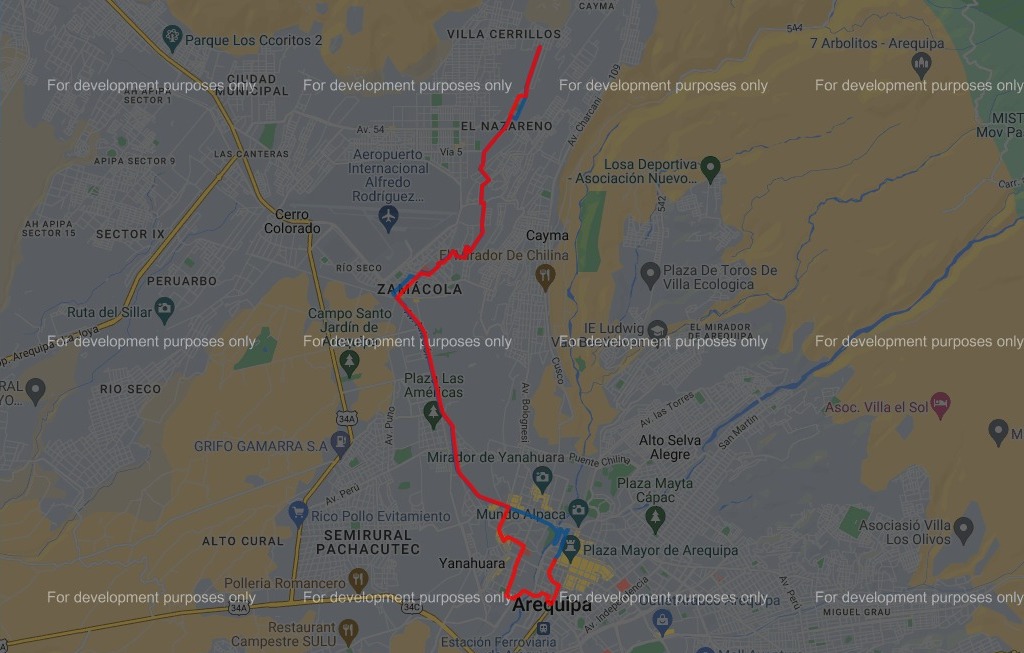 CAYMA
VILLA CERRILLOS
544
Parque Los Ccoritos 2
7 Arbolitos - Arequipa
109
CIUDAD
MUNICIPAL
For development purposes only
For development purposes only
For development purposes only
For development purposes only
AH APIPA
SECTOR 1
MIST
Mov Pa
Av. 54
EL NAZARENO
Av. Charcani
Vía 5
LAS CANTERAS
APIPA SECTOR 9
Aeropuerto
Internacional
Alfredo
Rodríguez...
Losa Deportiva
- Asociación Nuevo...
Carr.
542
Cerro
Colorado
AH APIPA
SECTOR 15
SECTOR IX
Cayma
El Mirador De Chilina
RÍO SECO
PERUARBO
ZAMÁCOLA
Plaza De Toros De
Villa Ecologica
Ruta del Sillar
Campo Santo
Jardín de
IE Ludwig
EL MIRADOR
DE AREQUIPA
For development purposes only
For development purposes only
For development purposes only
For development purposes only
RAL
YO...
RIO SECO
Cusco
Plaza Las
Américas
Av. Bolognesi
Av. las Torres
Asoc. Villa el Sol
34A
Av. Puno
San Martin
M
GRIFO GAMARRA S.A
Alto Selva
Alegre
Mirador de Yanahuara
Puente Chilina
Av. Perú
Plaza Mayta
Cápac
Rico Pollo Evitamiento
Mundo Alpaca
Asociasió Villa
Los Olivos
ALTO CURAL
SEMIRURAL
PACHACUTEC
Plaza Mayor de Arequipa
Yanahuara
Polleria Romancero
Av. Independencia
Av. Perú
For development purposes only
For development purposes only
For development purposes only
For development purposes only
34A
34C
Arequipa
MIGUEL GRAU
Restaurant
Campestre SULU
Estación Ferroviaria